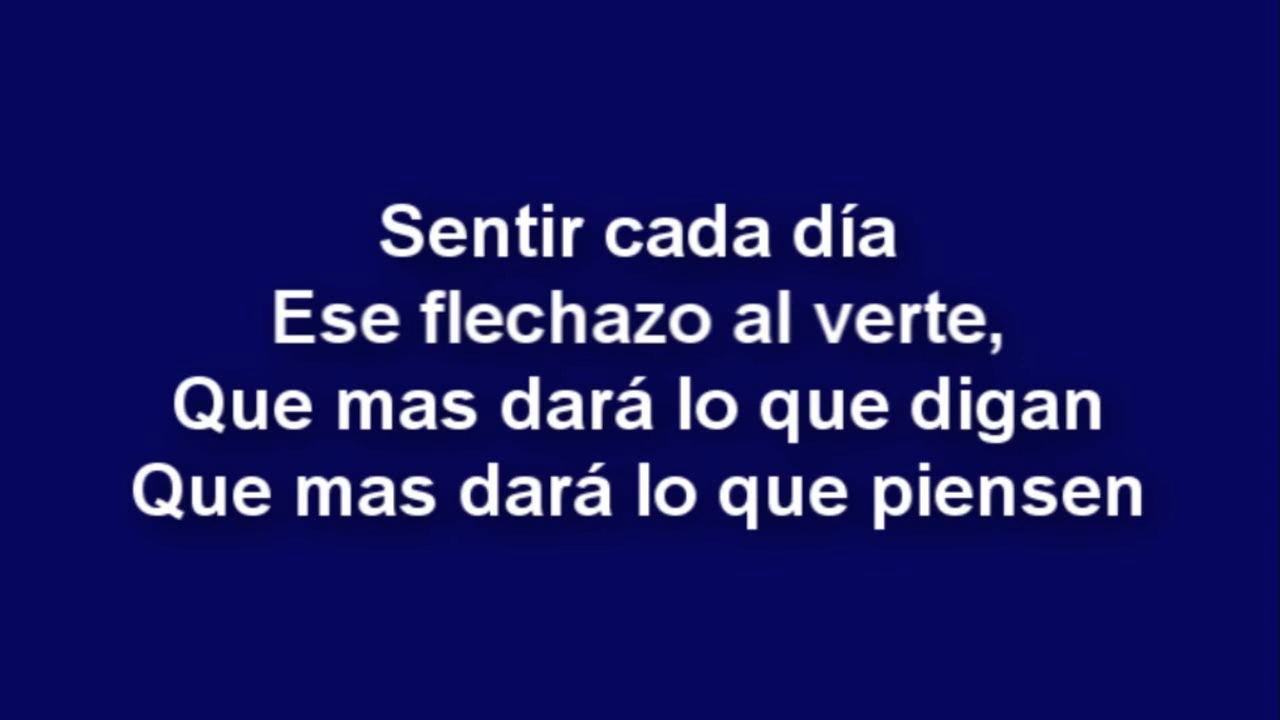 Sentir cada día
Ese flechazo al verte,
Que mas dará lo que digan
Que mas dará lo que piensen